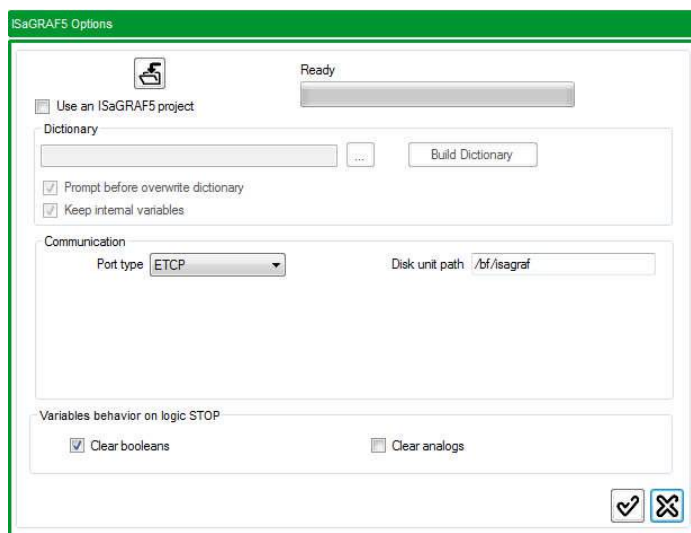 ISaGRAF5 Options
Ready
Use an ISaGRAF5 project
Dictionary
... Build Dictionary
Prompt before overwrite dictionary
Keep internal variables
Communication
Port type ETCP Disk unit path /bf/isagraf
Variables behavior on logic STOP
Clear booleans Clear analogs